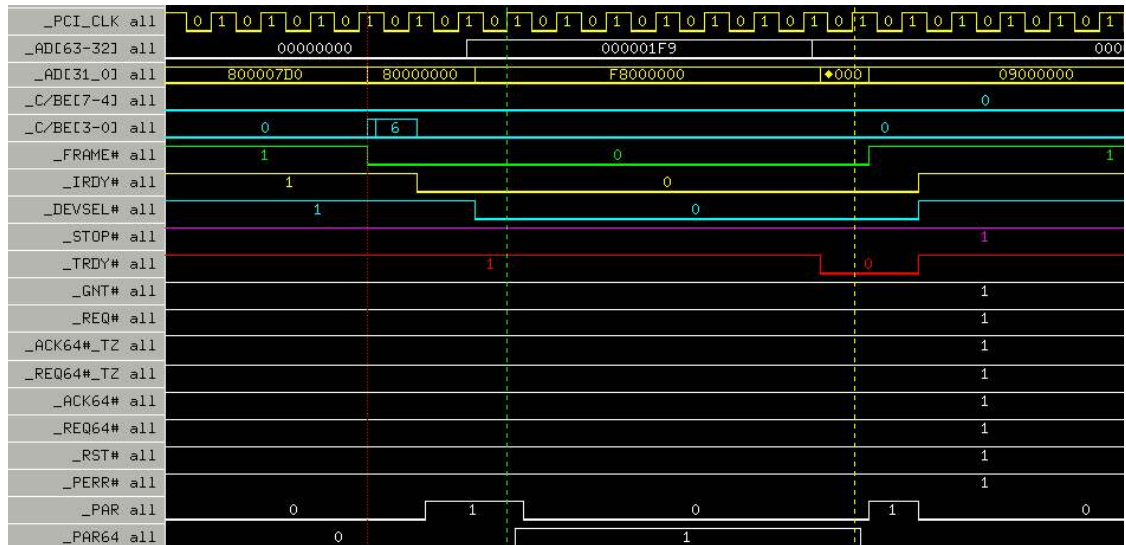 _PCI_CLK all 0 1 0 1 0 1 0 1 0 1 0 1 0 1 0 1 0 1 0 1 0 1 0 1 0 1 0 1 0 1 0 1 0 1 0 1 0 1
_AD[63-32] all 00000000 000001F9 000
_AD[31_0] all 800007D0 80000000 F8000000 ◆000 09000000
_C/BE[7-4] all 0
_C/BE[3-0] all 0 6 0
_FRAME# all 1 0 1
_IRDY# all 1 0
_DEVSEL# all 1 0
_STOP# all 1
_TRDY# all 1 0
_GNT# all 1
_REQ# all 1
_ACK64#_TZ all 1
_REQ64#_TZ all 1
_ACK64# all 1
_REQ64# all 1
_RST# all 1
_PERR# all 1
_PAR all 0 1 0 1 0
_PAR64 all 0 1